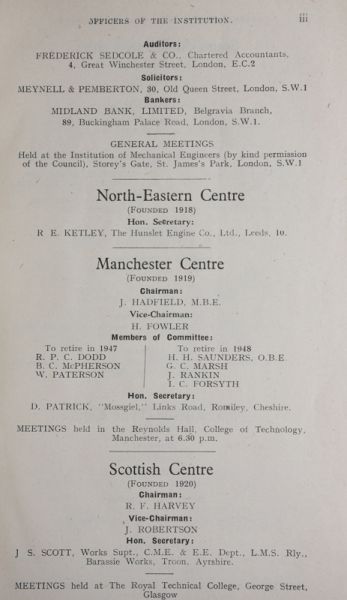 OFFICERS OF THE INSTITUTION. iii
Auditors:
FREDERICK SEDCOLE & CO., Chartered Accountants,
4, Great Winchester Street, London, E.C.2
Solicitors:
MEYNELL & PEMBERTON, 30, Old Queen Street, London, S.W.1
Bankers:
MIDLAND BANK, LIMITED, Belgravia Branch,
89, Buckingham Palace Road, London, S.W.1.
GENERAL MEETINGS
Held at the Institution of Mechanical Engineers (by kind permission
of the Council), Storey's Gate, St. James's Park, London, S.W.1
North-Eastern Centre
(FOUNDED 1918)
Hon. Secretary:
R E. KETLEY, The Hunslet Engine Co., Ltd., Leeds, 10.
Manchester Centre
(FOUNDED 1919)
Chairman:
J. HADFIELD, M.B.E.
Vice-Chairman:
H. FOWLER
Members of Committee:
To retire in 1947
R. P. C. DODD
B. C. McPHERSON
W. PATERSON
To retire in 1948
H. H. SAUNDERS, O.B.E.
G. C. MARSH
J. RANKIN
I. C. FORSYTH
Hon. Secretary:
D. PATRICK, "Mossgiel," Links Road, Romiley, Cheshire.
MEETINGS held in the Reynolds Hall, College of Technology,
Manchester, at 6.30 p.m.
Scottish Centre
(FOUNDED 1920)
Chairman:
R. F. HARVEY
Vice-Chairman:
J. ROBERTSON
Hon. Secretary:
J S. SCOTT, Works Supt., C.M.E. & E.E. Dept., L.M.S. Rly.,
Barassie Works, Troon, Ayrshire.
MEETINGS held at The Royal Technical College, George Street,
Glasgow